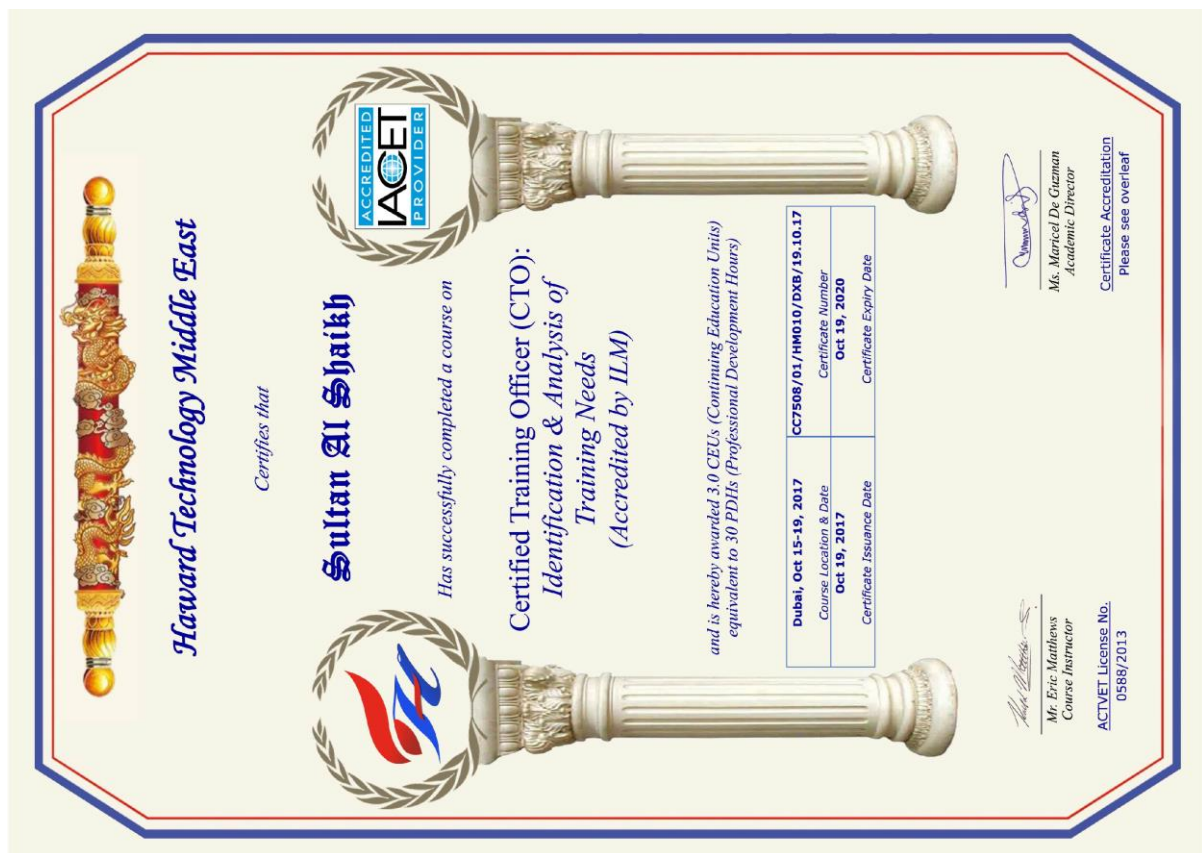 Haward Technology Middle East
Certifies that
Sultan Al Shaikh
ACCREDITED
IACET
PROVIDER
Has successfully completed a course on
Certified Training Officer (CTO):
Identification & Analysis of
Training Needs
(Accredited by ILM)
and is hereby awarded 3.0 CEUs (Continuing Education Units)
equivalent to 30 PDHs (Professional Development Hours)
Dubai, Oct 15-19, 2017 CC7508/01/HM010/DXB/19.10.17
Course Location & Date Certificate Number
Oct 19, 2017 Oct 19, 2020
Certificate Issuance Date Certificate Expiry Date
Mr. Eric Matthews Ms. Maricel De Guzman
Course Instructor Academic Director
ACTVET License No. Certificate Accreditation
0588/2013 Please see overleaf